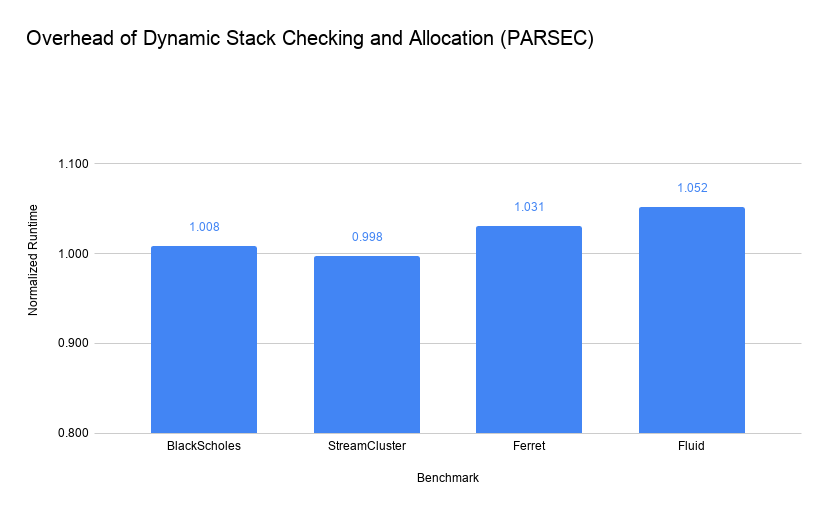 Overhead of Dynamic Stack Checking and Allocation (PARSEC)
Normalized Runtime
1.100
1.000
0.900
0.800
1.008
0.998
1.031
1.052
BlackScholes
StreamCluster
Ferret
Fluid
Benchmark